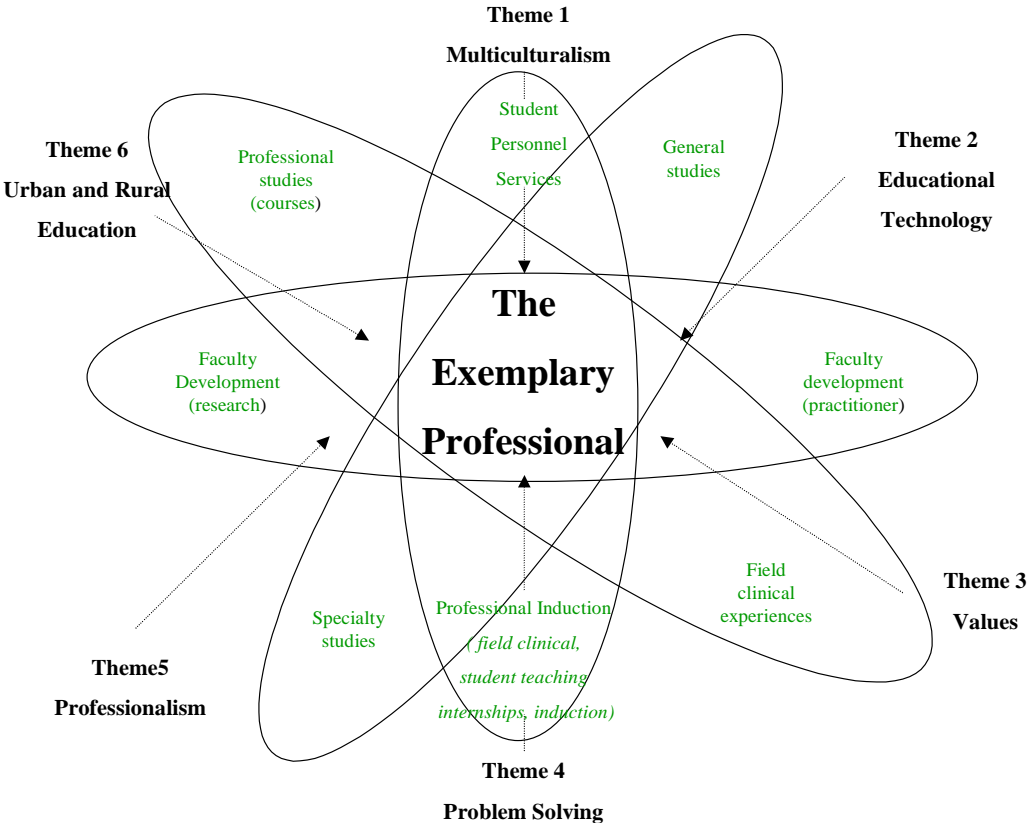 Theme 1
Multiculturalism
Student
Personnel
Services
General
studies
Theme 2
Educational
Technology
Theme 6
Urban and Rural
Education
Professional
studies
(courses)
The
Exemplary
Professional
Faculty
Development
(research)
Faculty
development
(practitioner)
Theme 3
Values
Field
clinical
experiences
Professional Induction
( field clinical,
student teaching
internships, induction)
Specialty
studies
Theme5
Professionalism
Theme 4
Problem Solving